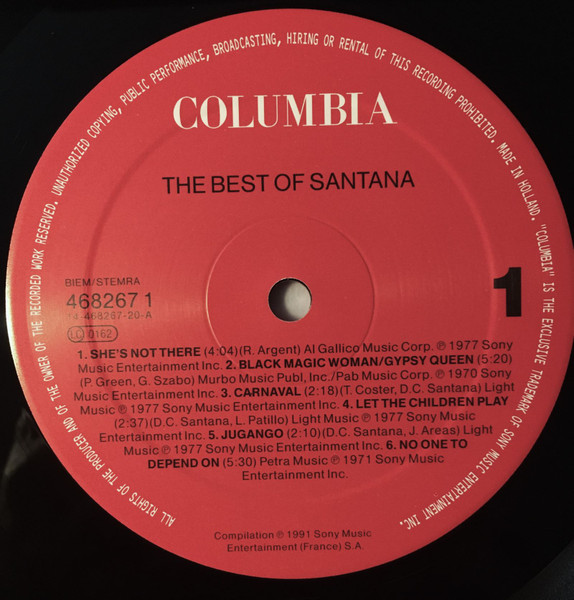 COLUMBIA
THE BEST OF SANTANA
BIEM/STEMRA
468267 1
14-468267-20-A
LC 0162
1
1. SHE'S NOT THERE (4:04)(R. Argent) Al Gallico Music Corp. ℗ 1977 Sony
Music Entertainment Inc. 2. BLACK MAGIC WOMAN/GYPSY QUEEN (5:20)
(P. Green, G. Szabo) Murbo Music Publ, Inc./Pab Music Corp. ℗ 1970 Sony
Music Entertainment Inc. 3. CARNAVAL (2:18)(T. Coster, D.C. Santana) Light
Music ℗ 1977 Sony Music Entertainment Inc. 4. LET THE CHILDREN PLAY
(2:37)(D.C. Santana, L. Patillo) Light Music ℗ 1977 Sony Music
Entertainment Inc. 5. JUGANGO (2:10)(D.C. Santana, J. Areas) Light
Music ℗ 1977 Sony Music Entertainment Inc. 6. NO ONE TO
DEPEND ON (5:30) Petra Music ℗ 1971 Sony Music
Entertainment Inc.
Compilation ℗ 1991 Sony Music
Entertainment (France) S.A.
ALL RIGHTS OF THE PRODUCER AND OF THE OWNER OF THE RECORDED WORK RESERVED. UNAUTHORIZED COPYING, PUBLIC PERFORMANCE, BROADCASTING, HIRING OR RENTAL OF THIS RECORDING PROHIBITED. MADE IN HOLLAND. "COLUMBIA" IS THE EXCLUSIVE TRADEMARK OF SONY MUSIC ENTERTAINMENT INC.